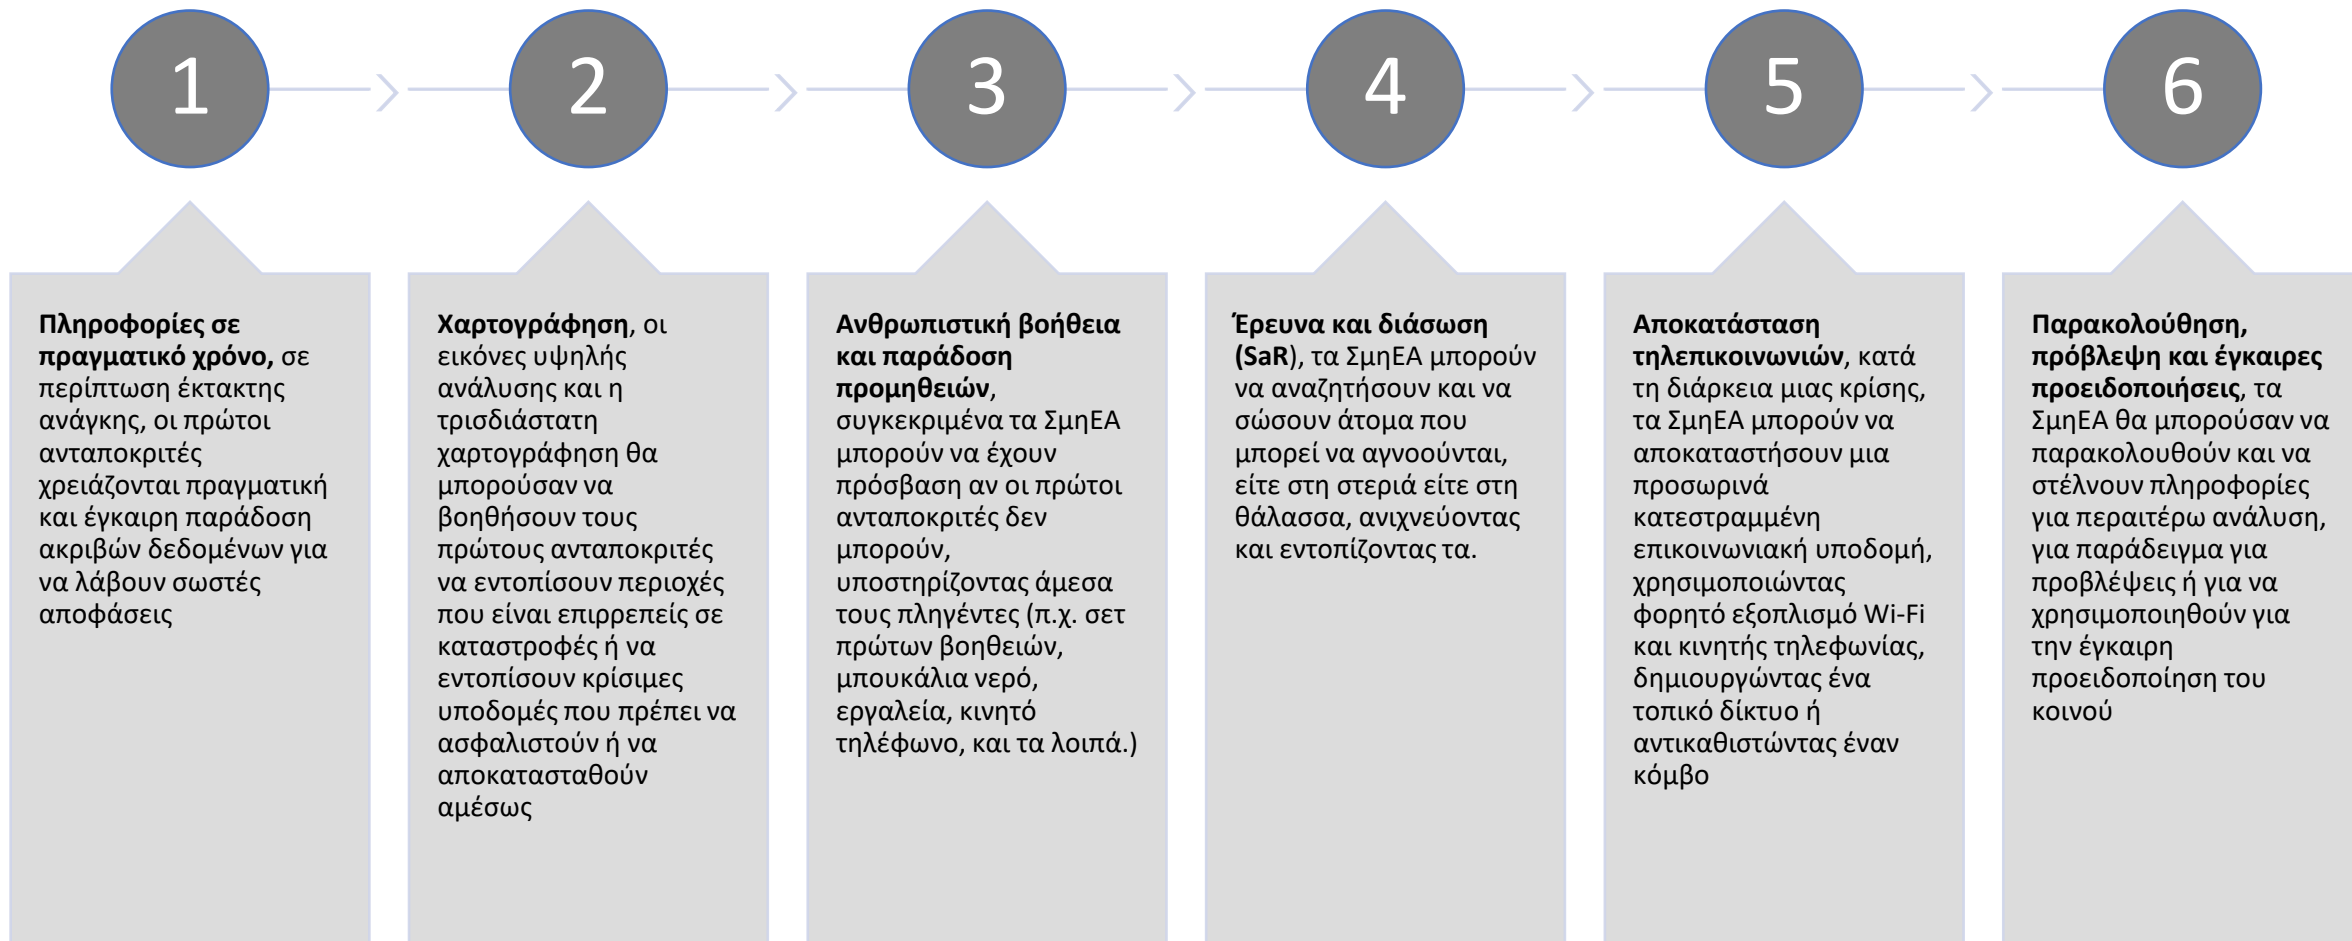 1
2
3
4
5
6
Πληροφορίες σε
πραγματικό χρόνο, σε
περίπτωση έκτακτης
ανάγκης, οι πρώτοι
ανταποκριτές
χρειάζονται πραγματική
και έγκαιρη παράδοση
ακριβών δεδομένων για
να λάβουν σωστές
αποφάσεις
Χαρτογράφηση, οι
εικόνες υψηλής
ανάλυσης και η
τρισδιάστατη
χαρτογράφηση θα
μπορούσαν να
βοηθήσουν τους
πρώτους ανταποκριτές
να εντοπίσουν περιοχές
που είναι επιρρεπείς σε
καταστροφές ή να
εντοπίσουν κρίσιμες
υποδομές που πρέπει να
ασφαλιστούν ή να
αποκατασταθούν
αμέσως
Ανθρωπιστική βοήθεια
και παράδοση
προμηθειών,
συγκεκριμένα τα ΣμηΕΑ
μπορούν να έχουν
πρόσβαση αν οι πρώτοι
ανταποκριτές δεν
μπορούν,
υποστηρίζοντας άμεσα
τους πληγέντες (π.χ. σετ
πρώτων βοηθειών,
μπουκάλια νερό,
εργαλεία, κινητό
τηλέφωνο, και τα λοιπά.)
Έρευνα και διάσωση
(SaR), τα ΣμηΕΑ μπορούν
να αναζητήσουν και να
σώσουν άτομα που
μπορεί να αγνοούνται,
είτε στη στεριά είτε στη
θάλασσα, ανιχνεύοντας
και εντοπίζοντας τα.
Αποκατάσταση
τηλεπικοινωνιών, κατά
τη διάρκεια μιας κρίσης,
τα ΣμηΕΑ μπορούν να
αποκαταστήσουν μια
προσωρινά
κατεστραμμένη
επικοινωνιακή υποδομή,
χρησιμοποιώντας
φορητό εξοπλισμό Wi-Fi
και κινητής τηλεφωνίας,
δημιουργώντας ένα
τοπικό δίκτυο ή
αντικαθιστώντας έναν
κόμβο
Παρακολούθηση,
πρόβλεψη και έγκαιρες
προειδοποιήσεις, τα
ΣμηΕΑ θα μπορούσαν να
παρακολουθούν και να
στέλνουν πληροφορίες
για περαιτέρω ανάλυση,
για παράδειγμα για
προβλέψεις ή για να
χρησιμοποιηθούν για
την έγκαιρη
προειδοποίηση του
κοινού